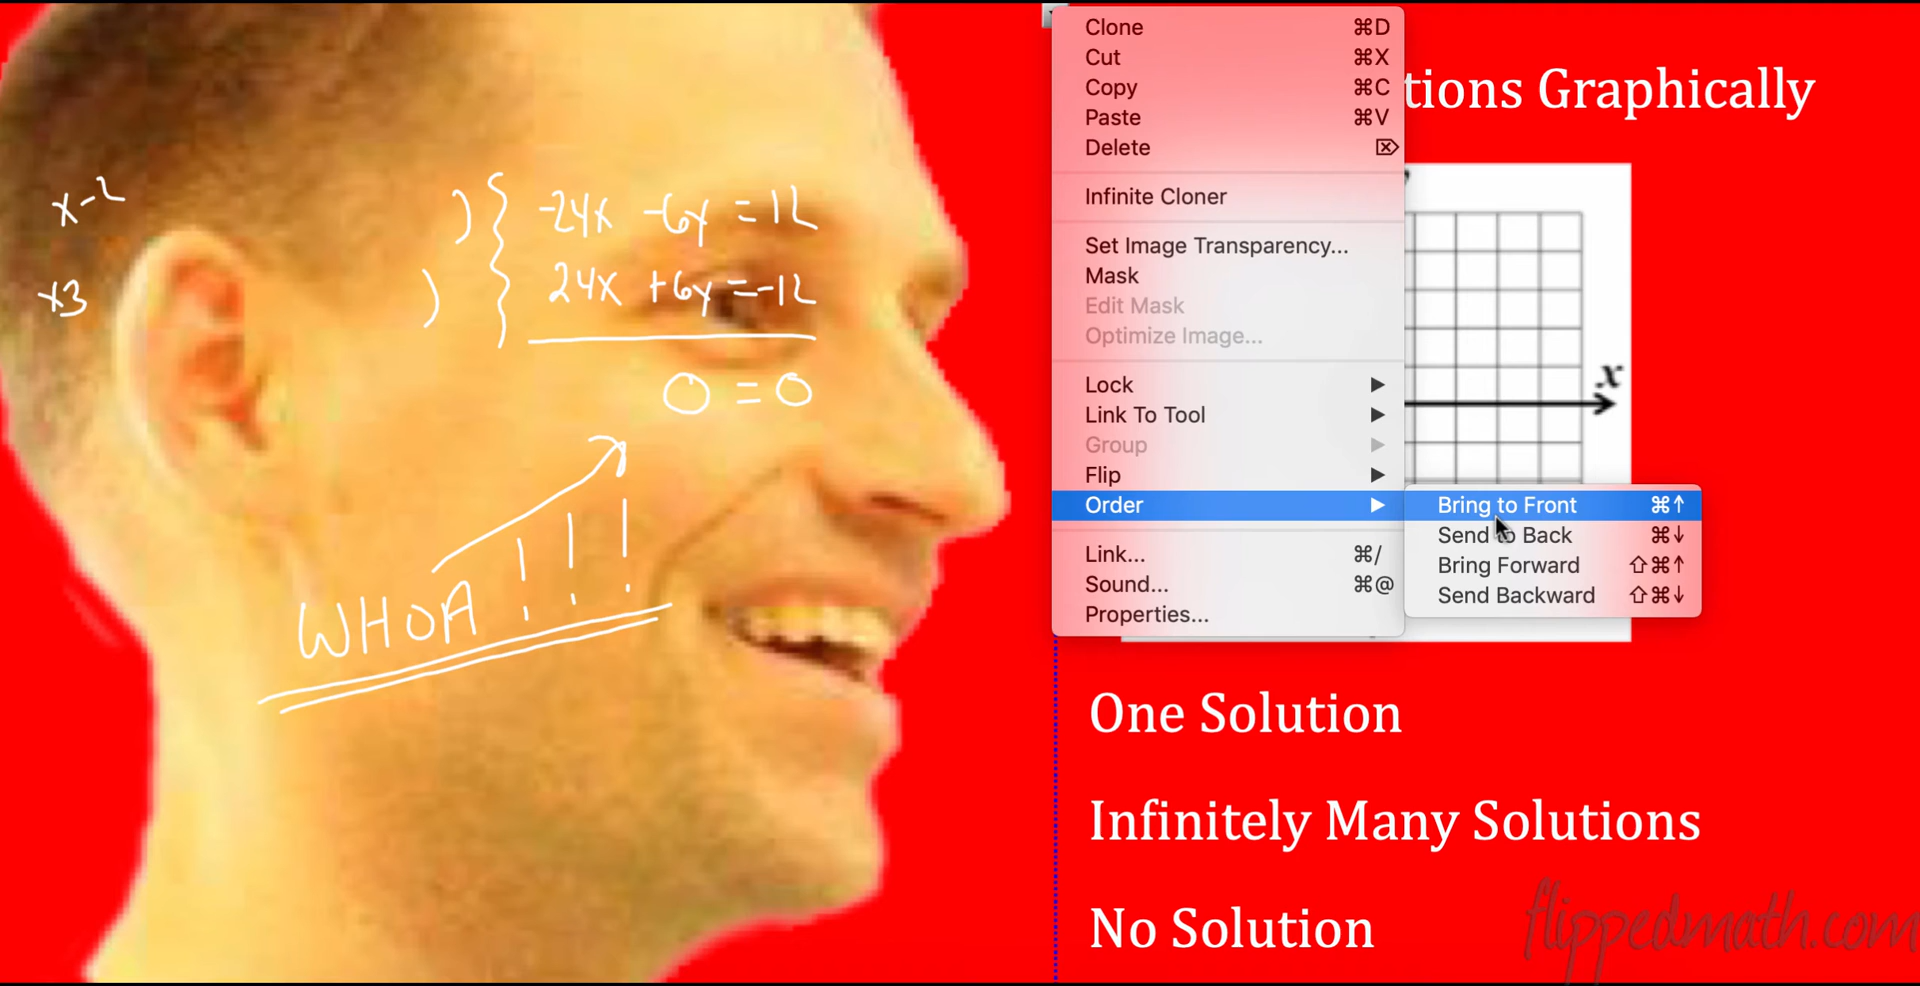 x-2
x3
) { -24x -6y = 12
) 24x +6y = -12
0 = 0
WHOA!!!
Clone ⌘D
Cut ⌘X
Copy ⌘C
Paste ⌘V
Delete ⌦
Infinite Cloner
Set Image Transparency...
Mask
Edit Mask
Optimize Image...
Lock ▶
Link To Tool ▶
Group ▶
Flip ▶
Order ▶
Link... ⌘/
Sound... ⌘@
Properties...
Bring to Front ⌘↑
Send to Back ⌘↓
Bring Forward ⇧⌘↑
Send Backward ⇧⌘↓
tions Graphically
x
One Solution
Infinitely Many Solutions
No Solution
flippedmath.com